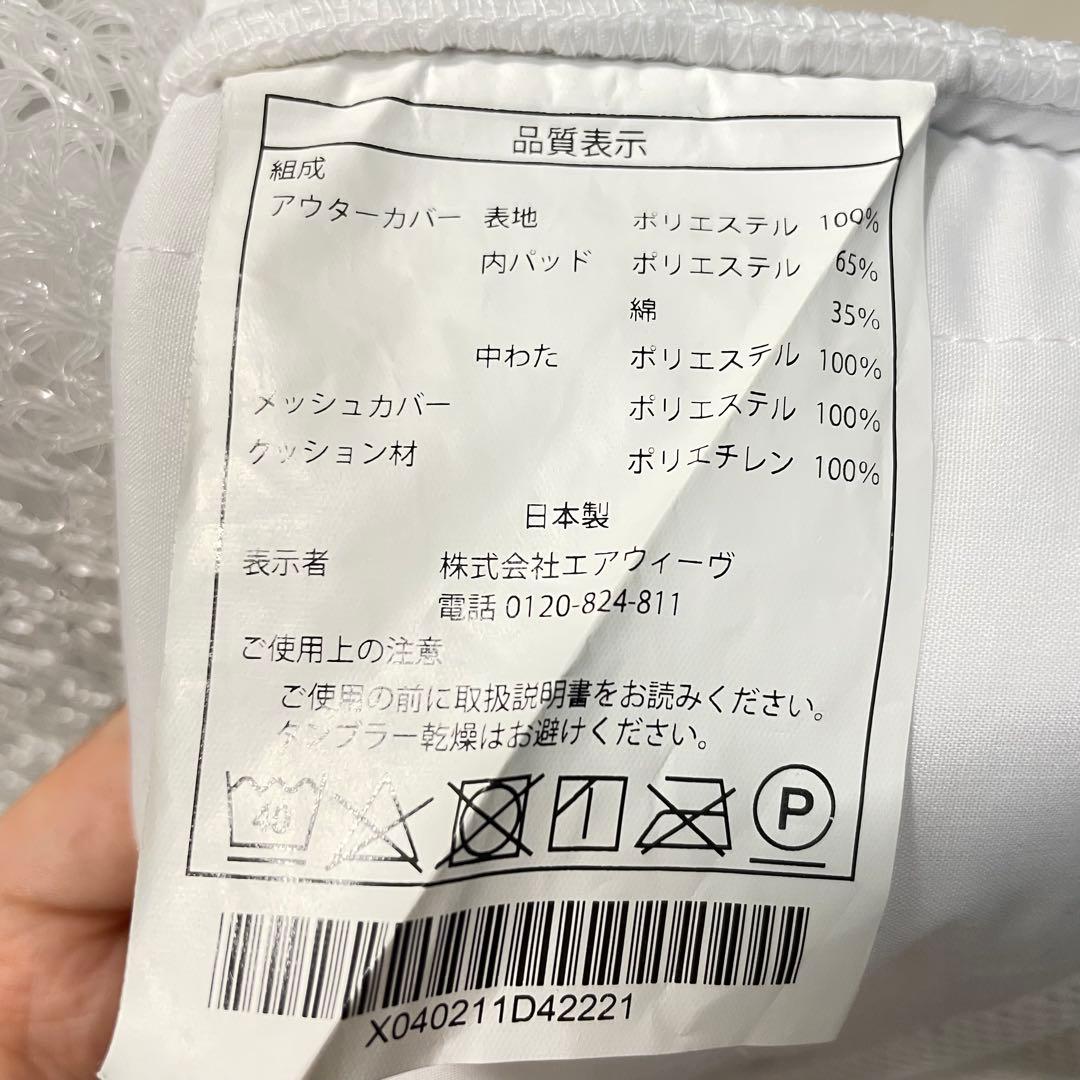 品質表示
組成
アウターカバー 表地 ポリエステル 100%
内パッド ポリエステル 65%
綿 35%
中わた ポリエステル 100%
メッシュカバー ポリエステル 100%
クッション材 ポリエチレン 100%
日本製
表示者 株式会社エアウィーヴ
電話 0120-824-811
ご使用上の注意
ご使用の前に取扱説明書をお読みください。
タンブラー乾燥はお避けください。
40 P
X040211D42221